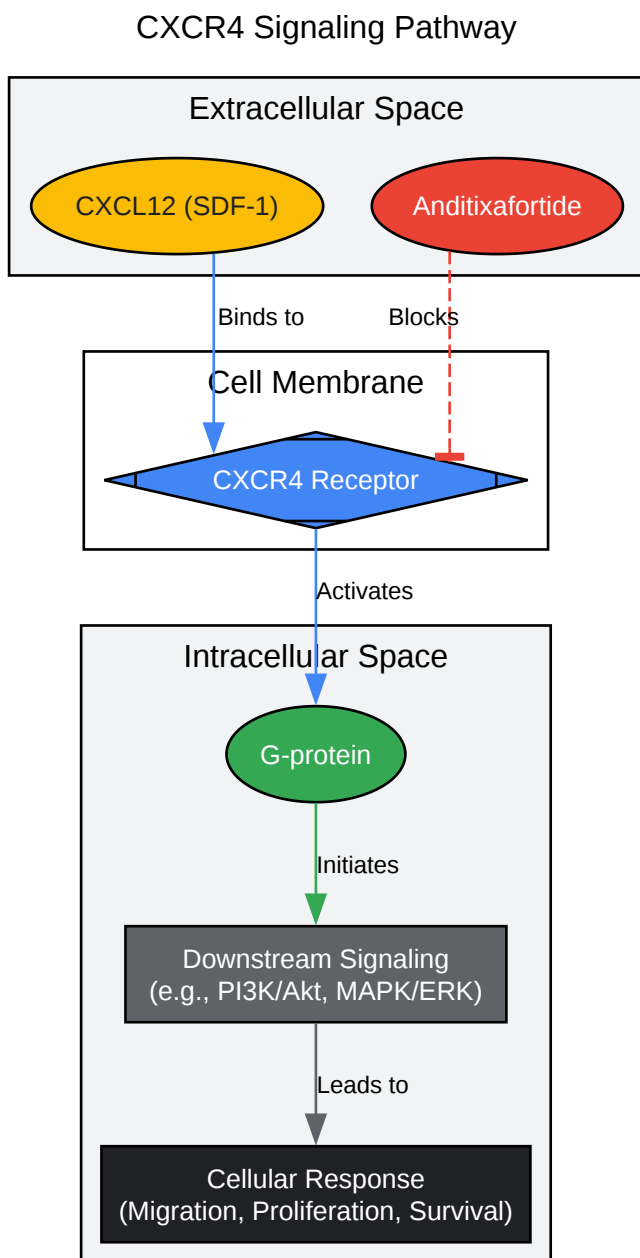 CXCR4 Signaling Pathway
Extracellular Space
CXCL12 (SDF-1)
Anditixafortide
Binds to
Blocks
Cell Membrane
CXCR4 Receptor
Activates
Intracellular Space
G-protein
Initiates
Downstream Signaling
(e.g., PI3K/Akt, MAPK/ERK)
Leads to
Cellular Response
(Migration, Proliferation, Survival)